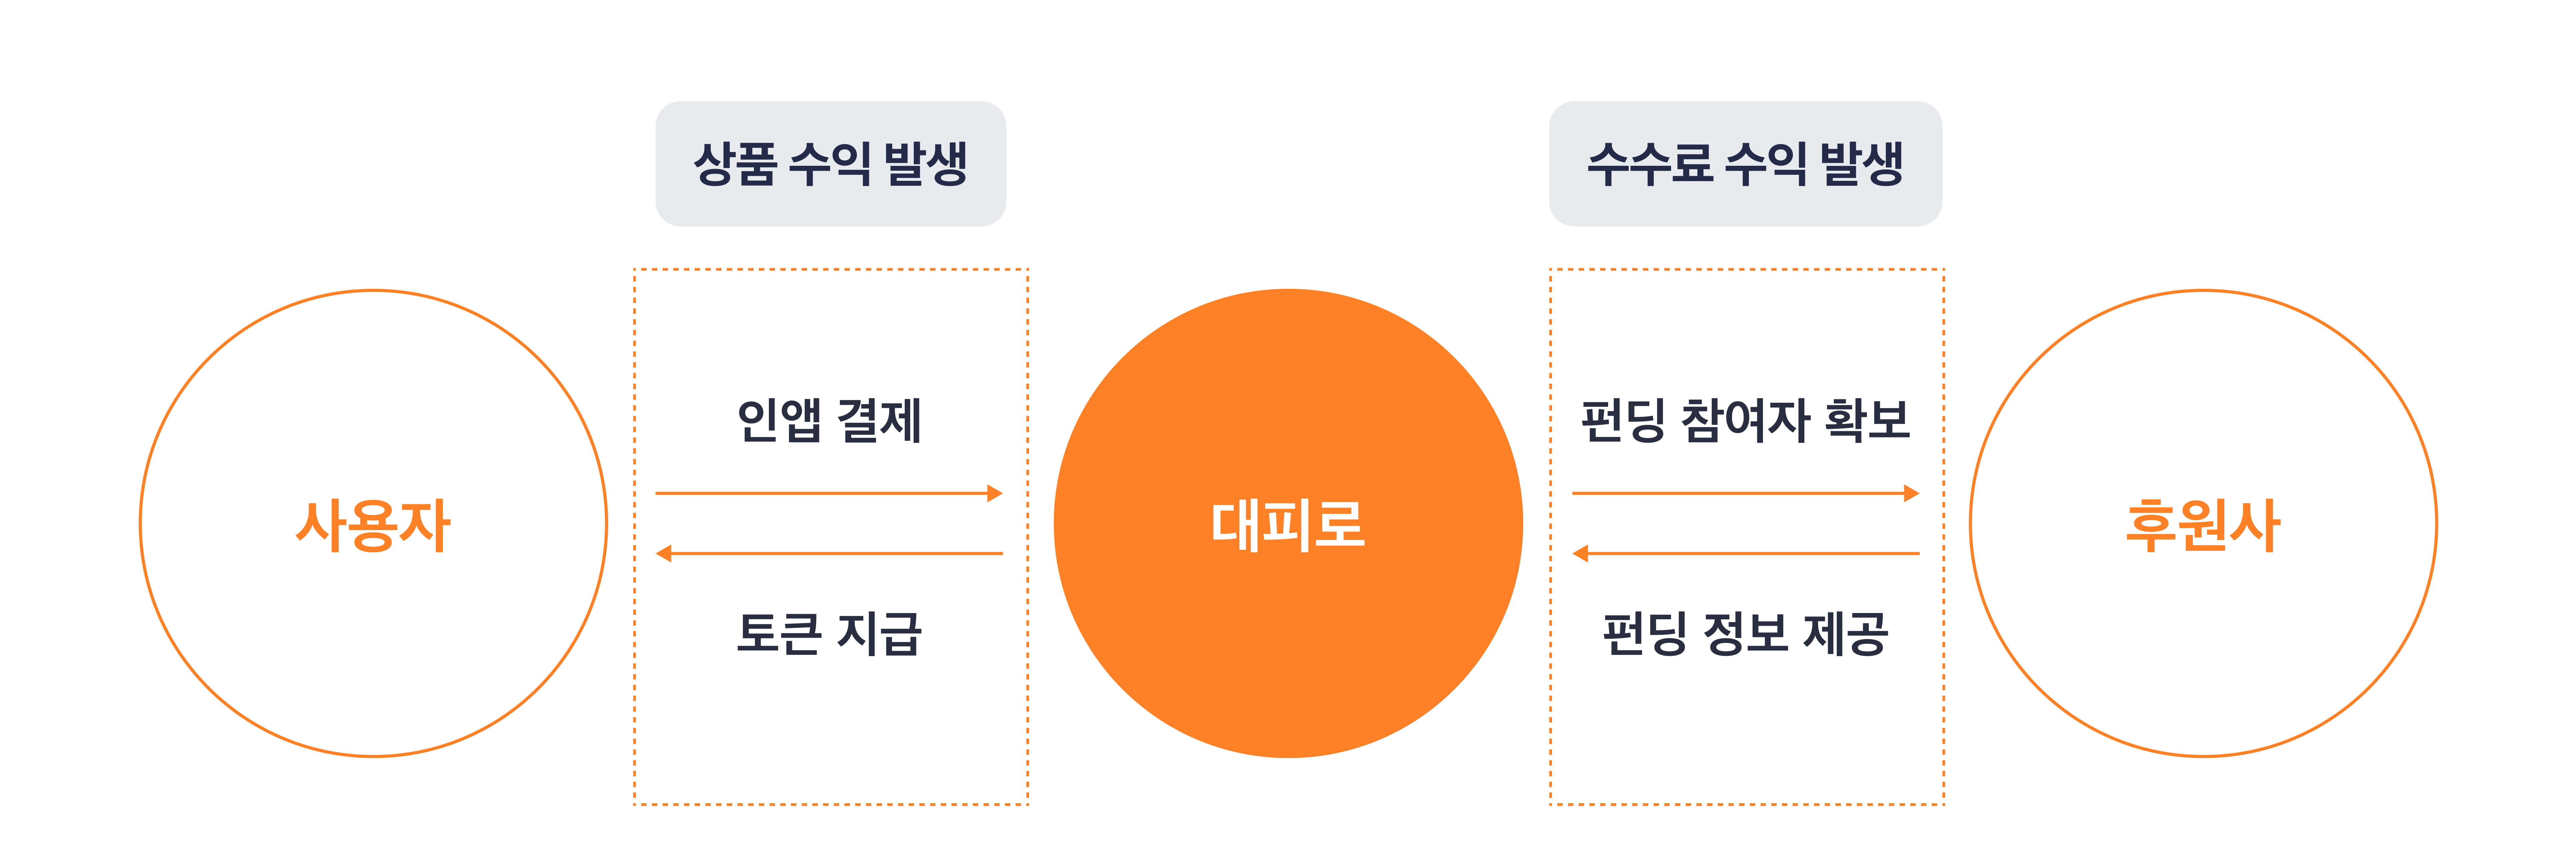 상품 수익 발생
수수료 수익 발생
사용자
인앱 결제
토큰 지급
대피로
펀딩 참여자 확보
펀딩 정보 제공
후원사